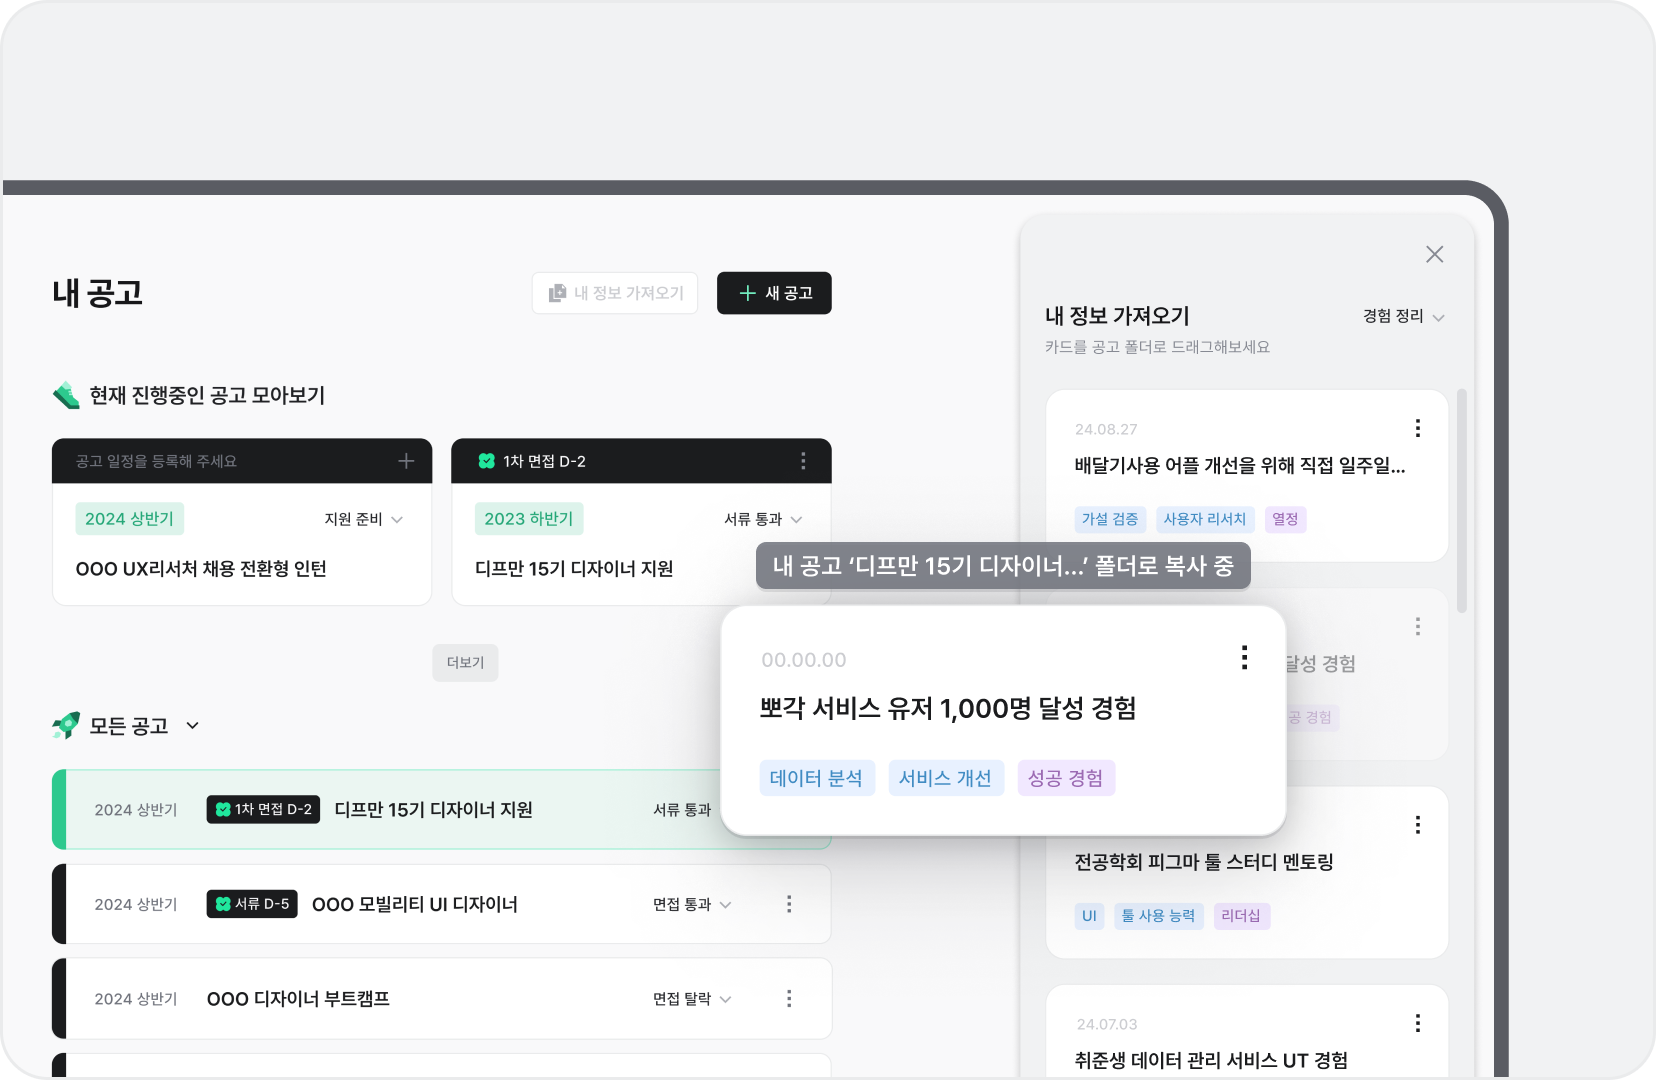 내 공고
내 정보 가져오기
새 공고
현재 진행중인 공고 모아보기
공고 일정을 등록해 주세요
2024 상반기
지원 준비
OOO UX리서처 채용 전환형 인턴
1차 면접 D-2
2023 하반기
서류 통과
디프만 15기 디자이너 지원
더보기
모든 공고
2024 상반기
1차 면접 D-2
디프만 15기 디자이너 지원
서류 통과
2024 상반기
서류 D-5
OOO 모빌리티 UI 디자이너
면접 통과
2024 상반기
OOO 디자이너 부트캠프
면접 탈락
내 공고 ‘디프만 15기 디자이너...’ 폴더로 복사 중
00.00.00
뽀각 서비스 유저 1,000명 달성 경험
데이터 분석
서비스 개선
성공 경험
내 정보 가져오기
경험 정리
카드를 공고 폴더로 드래그해보세요
24.08.27
배달기사용 어플 개선을 위해 직접 일주일...
가설 검증
사용자 리서치
열정
달성 경험
공 경험
전공학회 피그마 툴 스터디 멘토링
UI
툴 사용 능력
리더십
24.07.03
취준생 데이터 관리 서비스 UT 경험